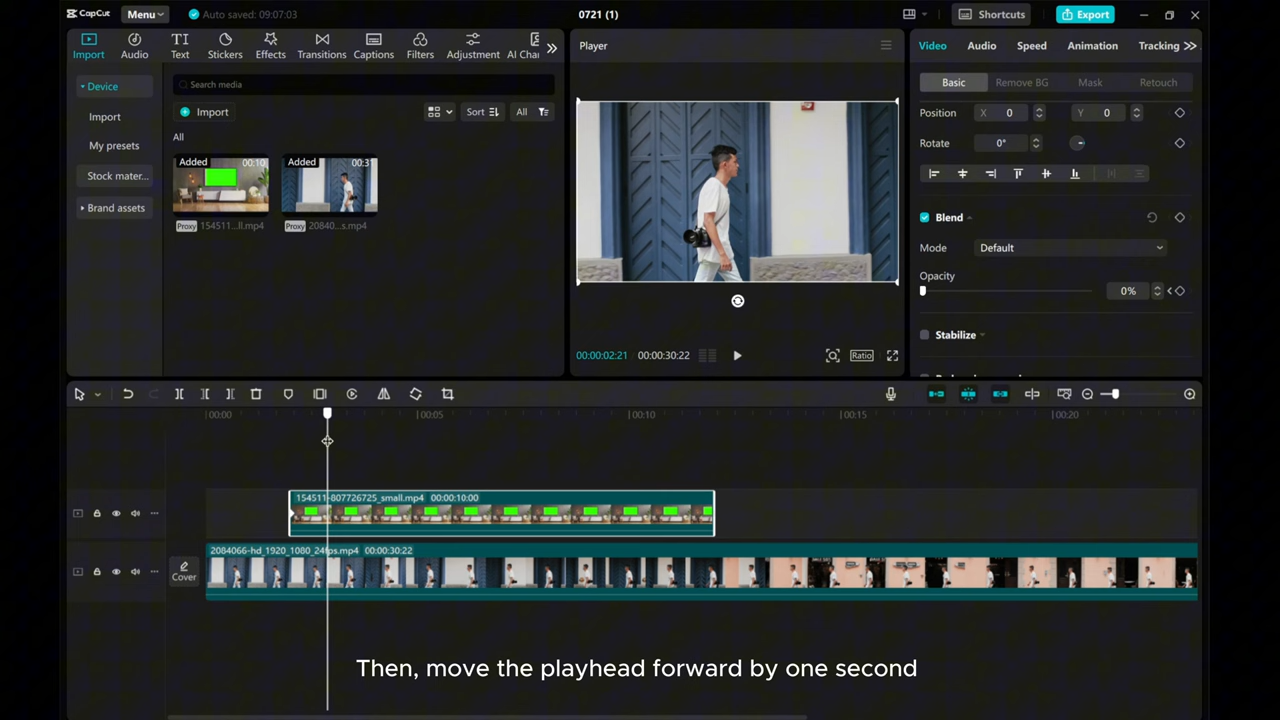 CapCut
Menu
Auto saved: 09:07:03
0721 (1)
Shortcuts
Export
Import
Audio
Text
Stickers
Effects
Transitions
Captions
Filters
Adjustment
AI Char
Device
Import
My presets
Stock mater...
Brand assets
Search media
Import
Sort
All
All
Added
00:10
Proxy 154511...ll.mp4
Added
00:31
Proxy 20840...s.mp4
Player
00:00:02:21
00:00:30:22
Ratio
Video
Audio
Speed
Animation
Tracking
Basic
Remove BG
Mask
Retouch
Position
X 0
Y 0
Rotate
0°
Blend
Mode
Default
Opacity
0%
Stabilize
00:00
00:05
00:10
00:15
00:20
154511-807726725_small.mp4 00:00:10:00
2084066-hd_1920_1080_24fps.mp4 00:00:30:22
Cover
Then, move the playhead forward by one second